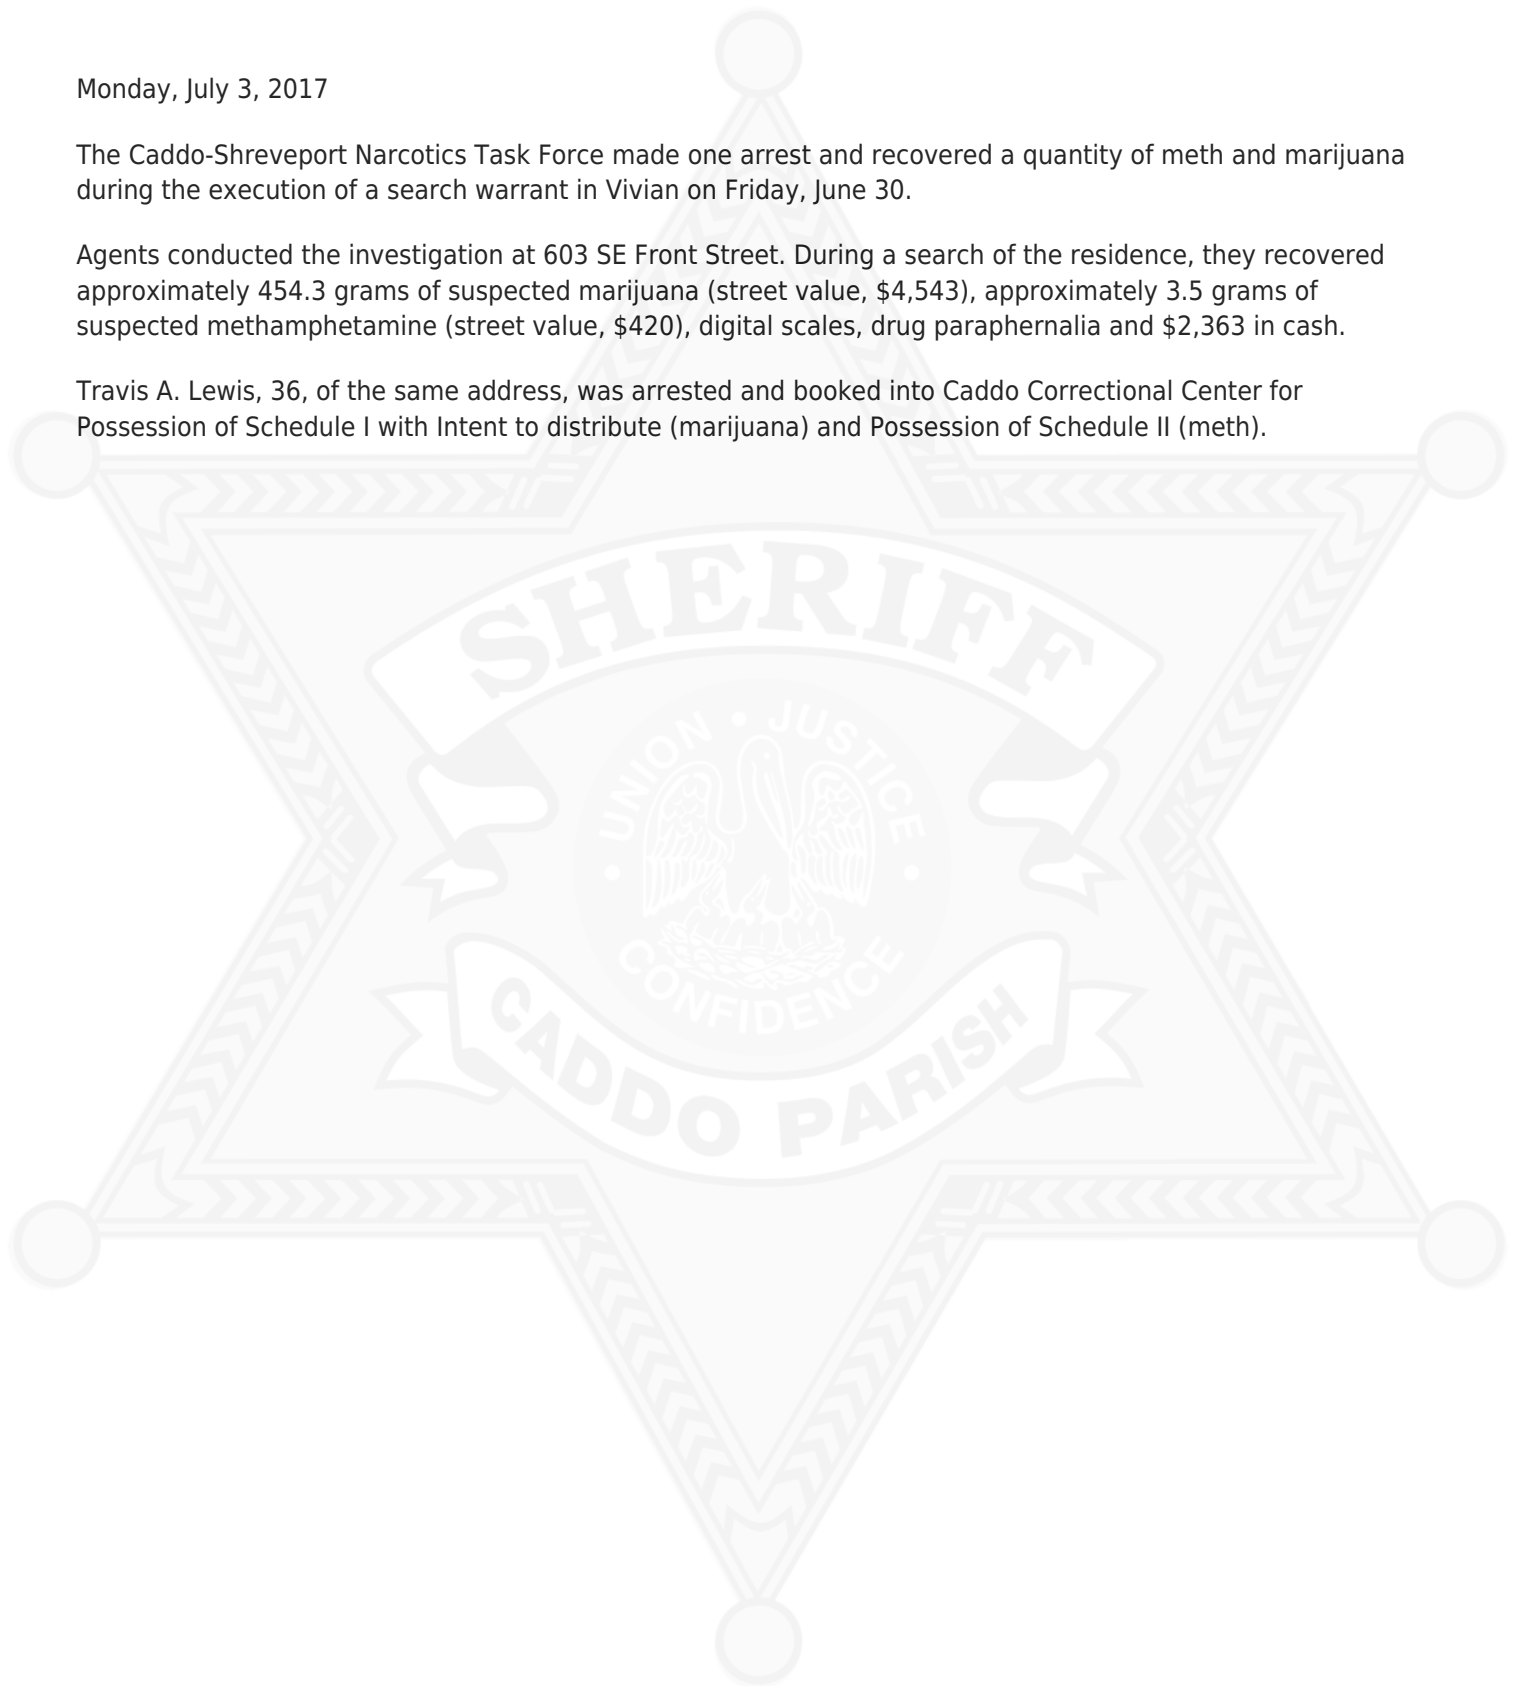 Monday, July 3, 2017
The Caddo-Shreveport Narcotics Task Force made one arrest and recovered a quantity of meth and marijuana
during the execution of a search warrant in Vivian on Friday, June 30.
Agents conducted the investigation at 603 SE Front Street. During a search of the residence, they recovered
approximately 454.3 grams of suspected marijuana (street value, $4,543), approximately 3.5 grams of
suspected methamphetamine (street value, $420), digital scales, drug paraphernalia and $2,363 in cash.
Travis A. Lewis, 36, of the same address, was arrested and booked into Caddo Correctional Center for
Possession of Schedule I with Intent to distribute (marijuana) and Possession of Schedule II (meth).
SHERIFF
UNION • JUSTICE
• CONFIDENCE •
CADDO PARISH